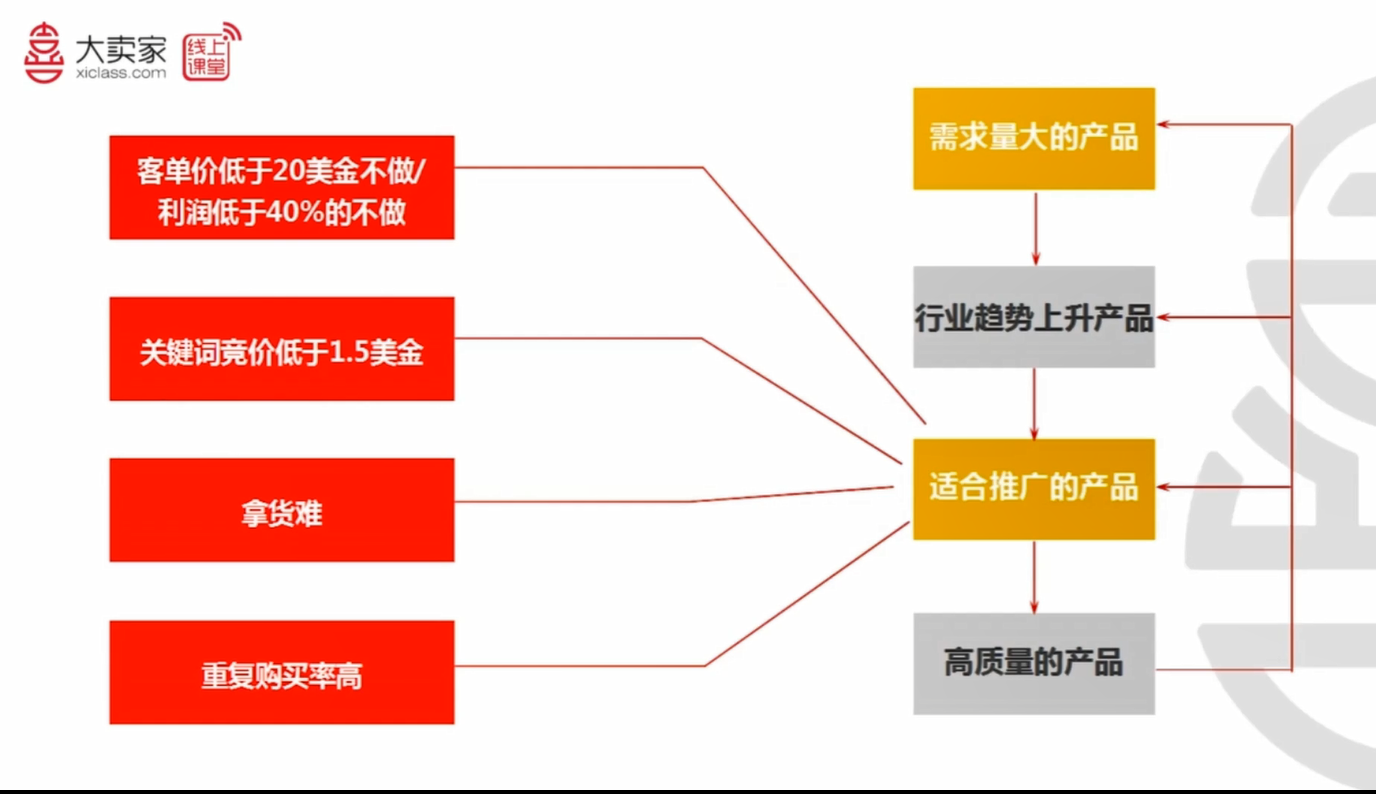 大卖家
xiclass.com
线上
课堂
客单价低于20美金不做/
利润低于40%的不做
关键词竞价低于1.5美金
拿货难
重复购买率高
需求量大的产品
行业趋势上升产品
适合推广的产品
高质量的产品